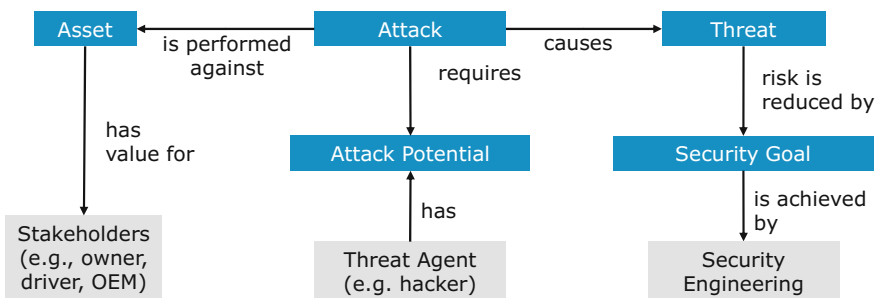 Asset
Attack
Threat
is performed
against
causes
requires
risk is
reduced by
has
value for
Attack Potential
Security Goal
has
is achieved
by
Stakeholders
(e.g., owner,
driver, OEM)
Threat Agent
(e.g. hacker)
Security
Engineering